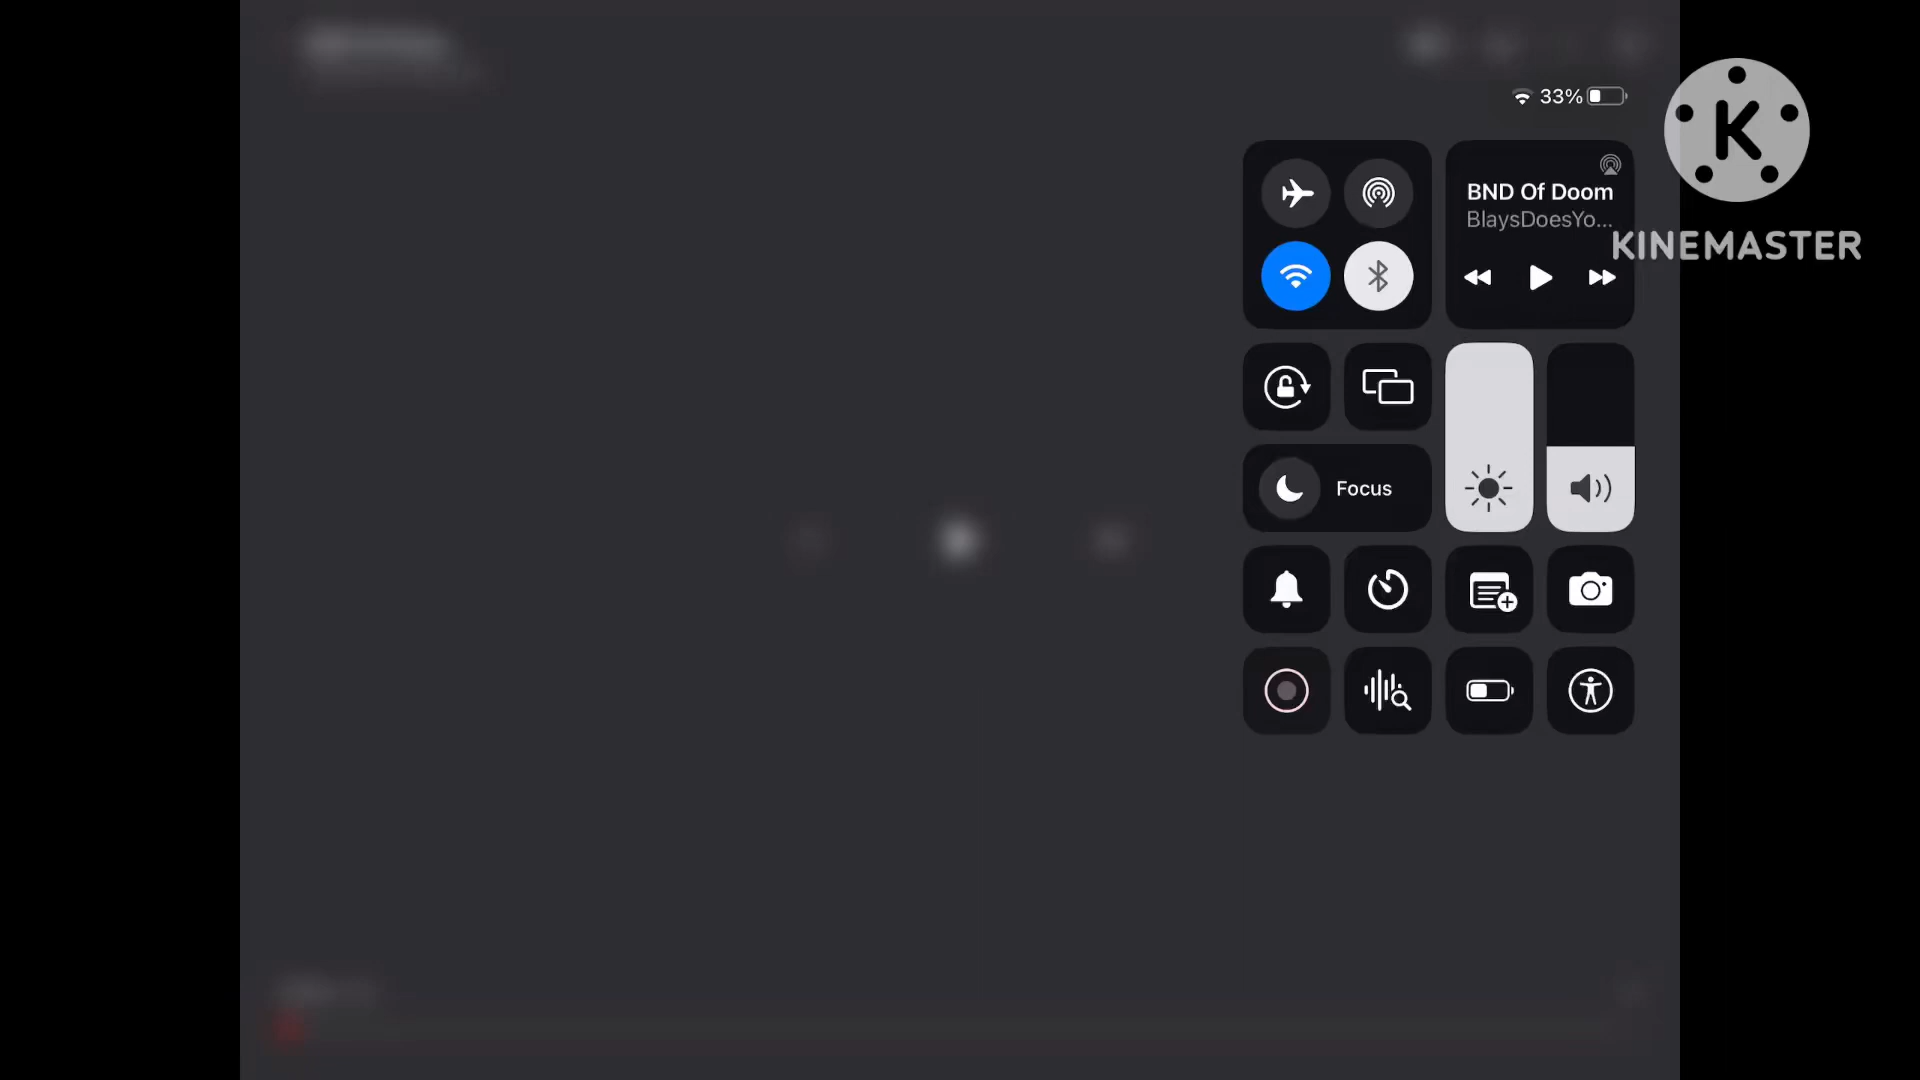 33%
BND Of Doom
BlaysDoesYo...
K
KINEMASTER
Focus